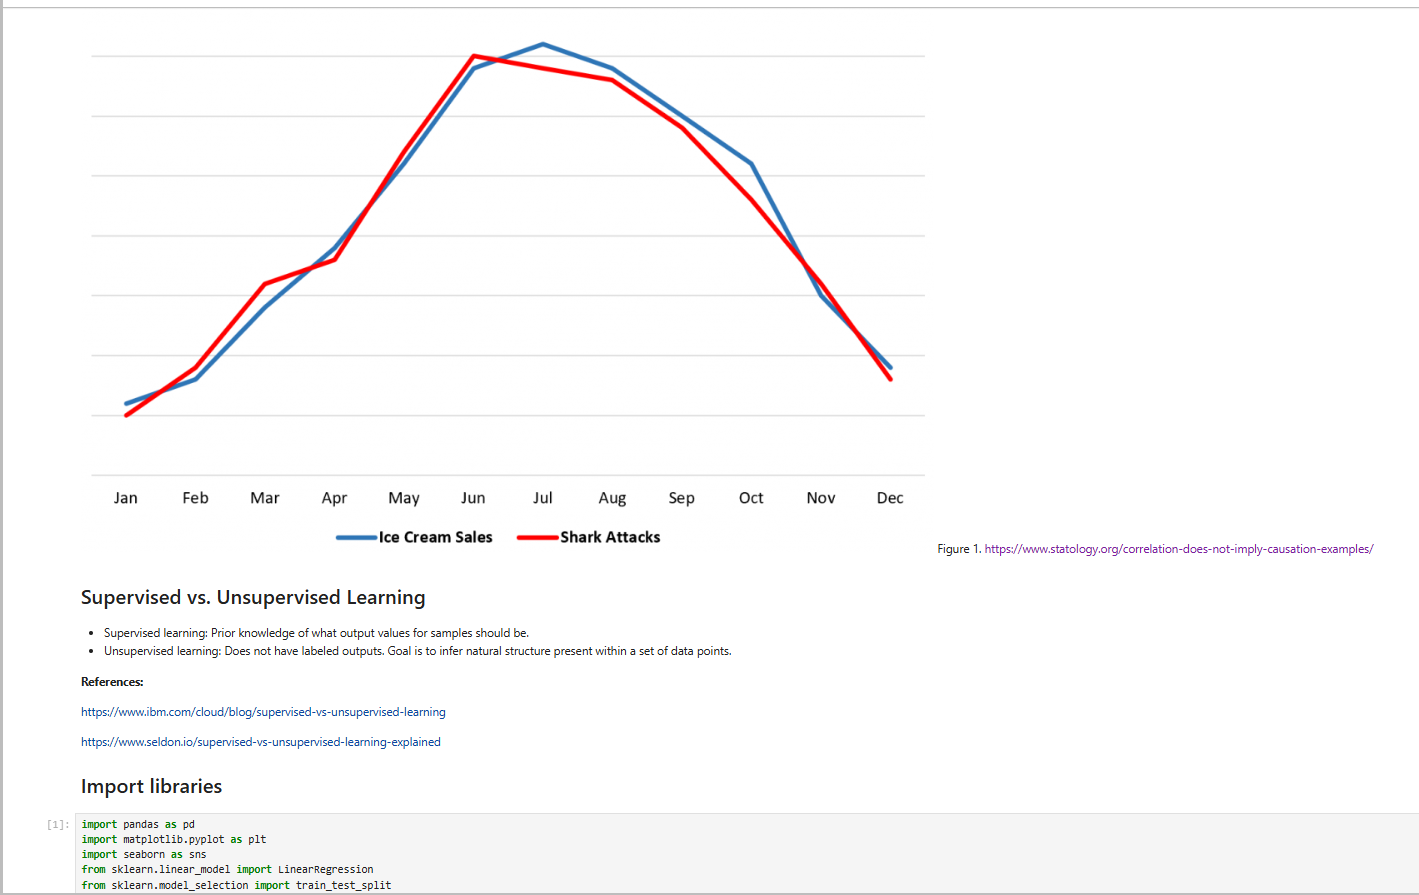 Jan Feb Mar Apr May Jun Jul Aug Sep Oct Nov Dec
Ice Cream Sales Shark Attacks
Figure 1. https://www.statology.org/correlation-does-not-imply-causation-examples/
Supervised vs. Unsupervised Learning
• Supervised learning: Prior knowledge of what output values for samples should be.
• Unsupervised learning: Does not have labeled outputs. Goal is to infer natural structure present within a set of data points.
References:
https://www.ibm.com/cloud/blog/supervised-vs-unsupervised-learning
https://www.seldon.io/supervised-vs-unsupervised-learning-explained
Import libraries
[1]: import pandas as pd
import matplotlib.pyplot as plt
import seaborn as sns
from sklearn.linear_model import LinearRegression
from sklearn.model_selection import train_test_split